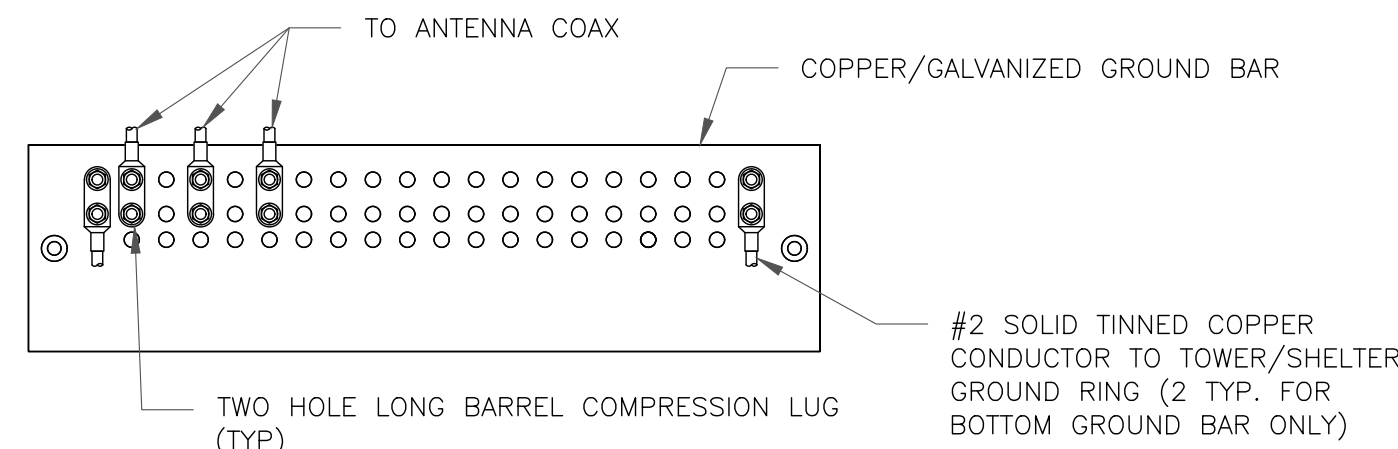 TO ANTENNA COAX
COPPER/GALVANIZED GROUND BAR
#2 SOLID TINNED COPPER
CONDUCTOR TO TOWER/SHELTER
GROUND RING (2 TYP. FOR
BOTTOM GROUND BAR ONLY)
TWO HOLE LONG BARREL COMPRESSION LUG
(TYP)